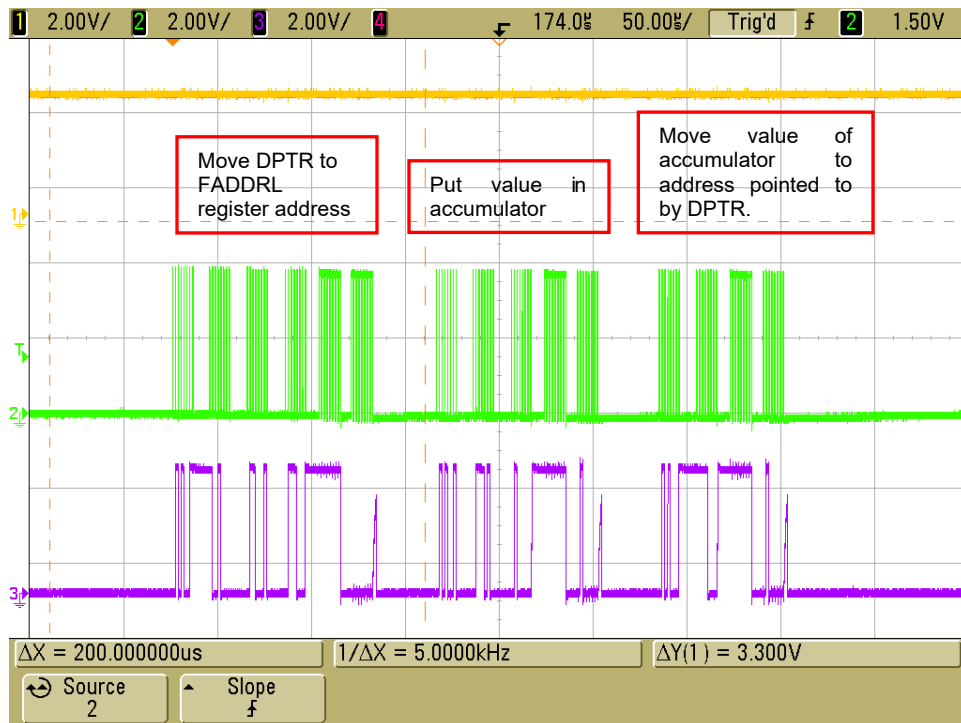 1 2.00V/ 2 2.00V/ 3 2.00V/ 4 174.0µs 50.00µs/ Trig'd 2 1.50V
Move DPTR to
FADDRL
register address
Put value in
accumulator
Move value of
accumulator to
address pointed to
by DPTR.
1
T
2
3
ΔX = 200.000000us 1/ΔX = 5.0000kHz ΔY(1) = 3.300V
Source
2
Slope